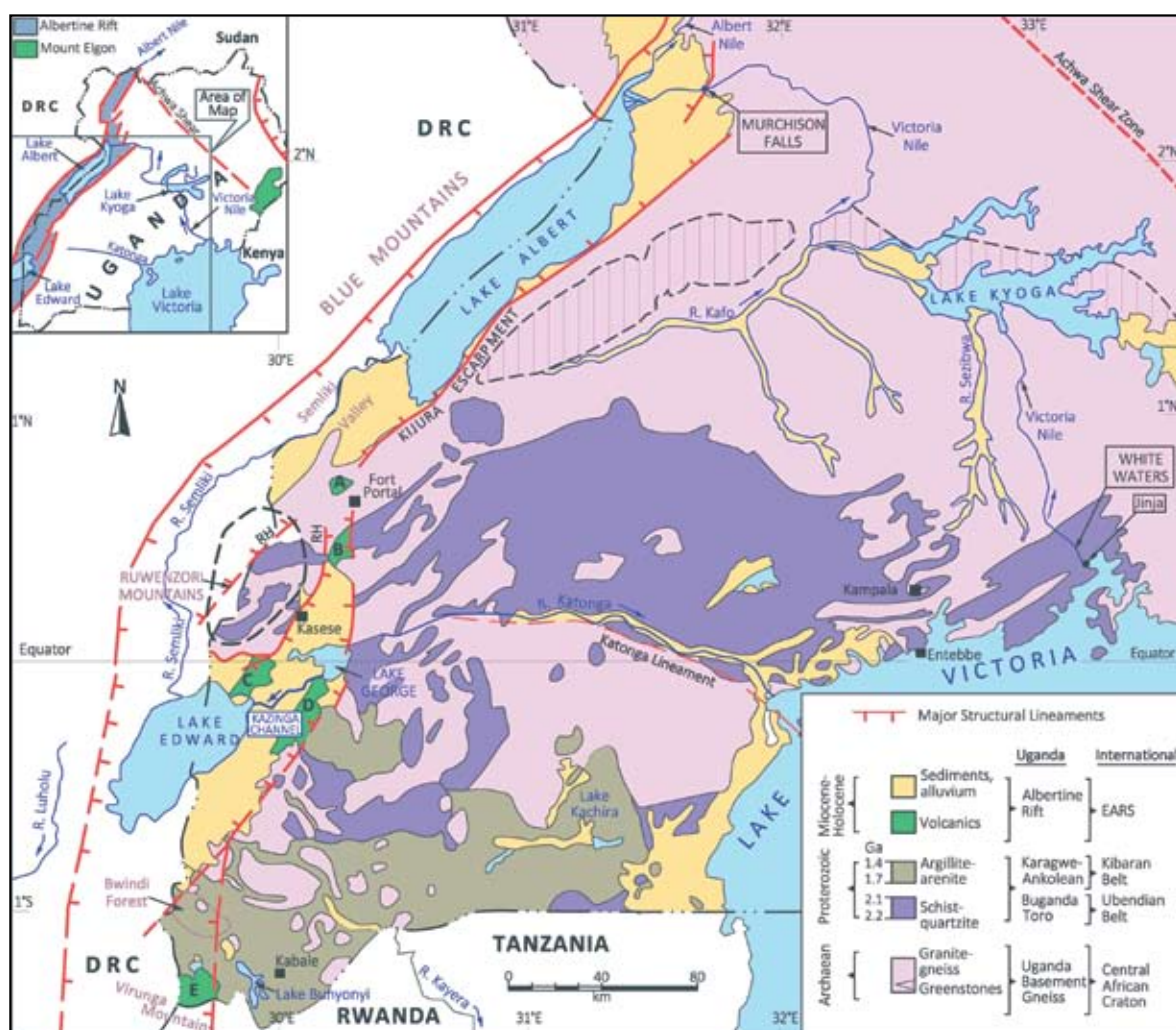 Albertine Rift
Mount Elgon
Albert Nile
Sudan
DRC
Achwa Shear
Area of
Map
Lake
Albert
Lake
Kyoga
Victoria
Nile
UGANDA
Katonga
Kenya
Lake
Edward
Lake
Victoria
31°E
32°E
33°E
Albert
Nile
Achwa Shear Zone
DRC
MURCHISON
FALLS
Victoria
Nile
2°N
2°N
BLUE MOUNTAINS
LAKE ALBERT
30°E
R. Kafo
LAKE KYOGA
N
Semliki
Valley
KIJURA ESCARPMENT
R. Sezibwa
1°N
1°N
Victoria
Nile
WHITE
WATERS
Jinja
A
Fort
Portal
R. Semliki
RH
RH
B
RUWENZORI
MOUNTAINS
Kasese
Kampala
R. Katonga
R. Semliki
Equator
Katonga Lineament
Entebbe
Equator
LAKE VICTORIA
C
LAKE
GEORGE
D
KAZINGA
CHANNEL
LAKE
EDWARD
R. Luholu
Lake
Kachira
Bwindi
Forest
1°S
DRC
Kabale
E
Lake Bunyonyi
Virunga
Mountains
30°E
RWANDA
TANZANIA
R. Kayera
0 40 80
km
31°E
32°E
Major Structural Lineaments
Uganda
International
Miocene-
Holocene
Sediments,
alluvium
Volcanics
Albertine
Rift
EARS
Proterozoic
Ga
1.4
1.7
2.1
2.2
Argillite-
arenite
Karagwe-
Ankolean
Kibaran
Belt
Schist-
quartzite
Buganda
Toro
Ubendian
Belt
Archaean
Granite-
gneiss
Greenstones
Uganda
Basement
Gneiss
Central
African
Craton